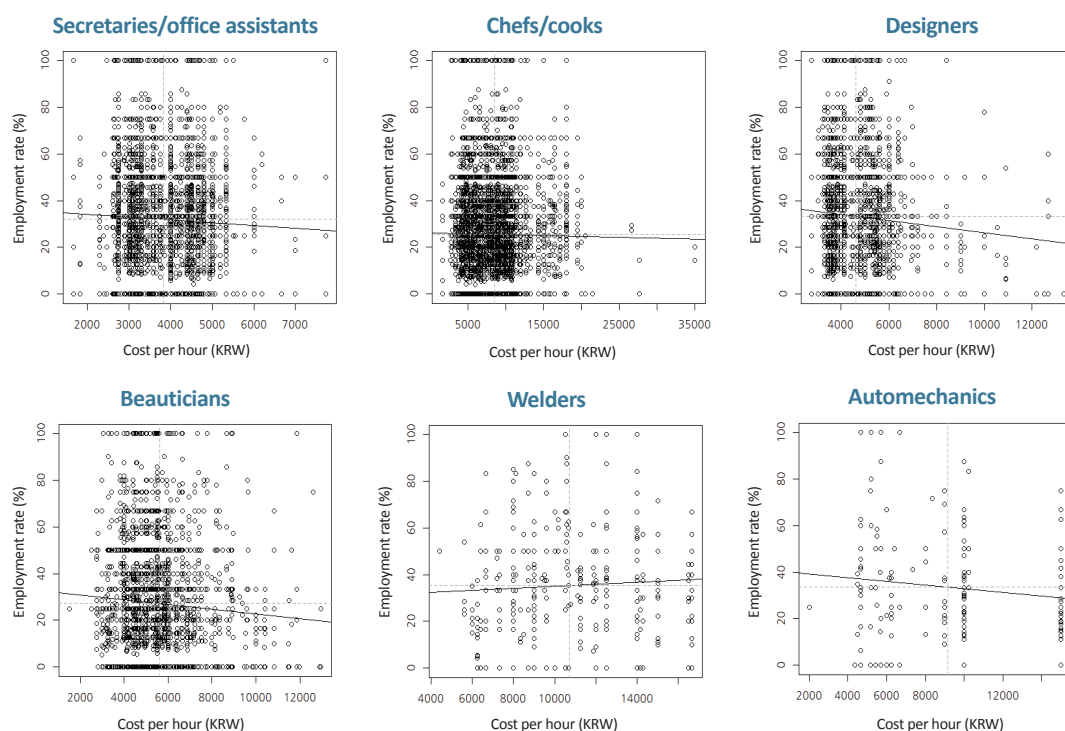 Secretaries/office assistants
Employment rate (%)
100
80
60
40
20
0
2000 3000 4000 5000 6000 7000
Cost per hour (KRW)
Chefs/cooks
Employment rate (%)
100
80
60
40
20
0
5000 15000 25000 35000
Cost per hour (KRW)
Designers
Employment rate (%)
100
80
60
40
20
0
4000 6000 8000 10000 12000
Cost per hour (KRW)
Beauticians
Employment rate (%)
100
80
60
40
20
0
4000 6000 8000 10000 12000
Cost per hour (KRW)
Welders
Employment rate (%)
100
80
60
40
20
0
4000 6000 8000 10000 14000
Cost per hour (KRW)
Automechanics
Employment rate (%)
100
80
60
40
20
0
2000 4000 6000 8000 12000
Cost per hour (KRW)